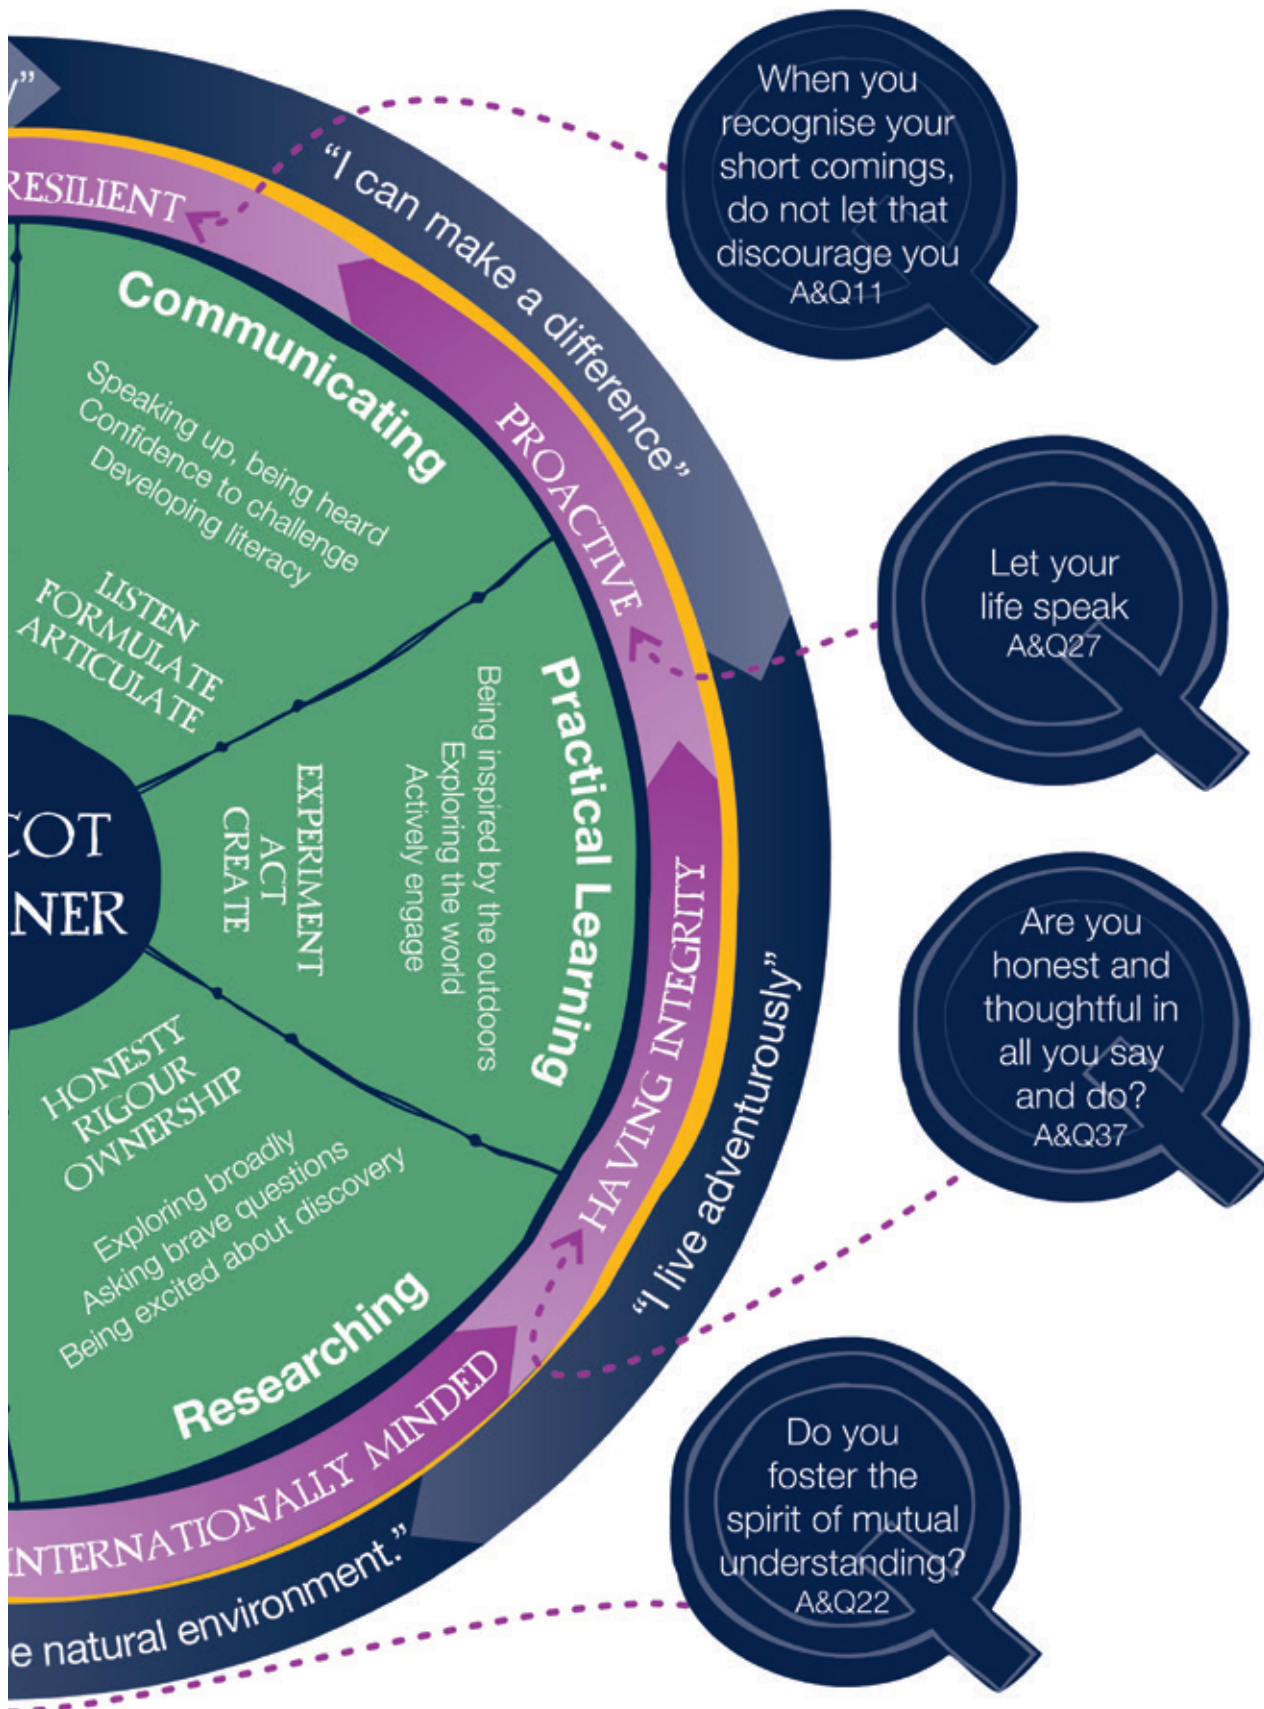 y”
RESILIENT
“I can make a difference”
PROACTIVE
Communicating
Speaking up, being heard
Confidence to challenge
Developing literacy
LISTEN
FORMULATE
ARTICULATE
Practical Learning
Being inspired by the outdoors
Exploring the world
Actively engage
EXPERIMENT
ACT
CREATE
COT
NER
HAVING INTEGRITY
“I live adventurously”
HONESTY
RIGOUR
OWNERSHIP
Exploring broadly
Asking brave questions
Being excited about discovery
Researching
INTERNATIONALLY MINDED
e natural environment.”
When you
recognise your
short comings,
do not let that
discourage you
A&Q11
Let your
life speak
A&Q27
Are you
honest and
thoughtful in
all you say
and do?
A&Q37
Do you
foster the
spirit of mutual
understanding?
A&Q22